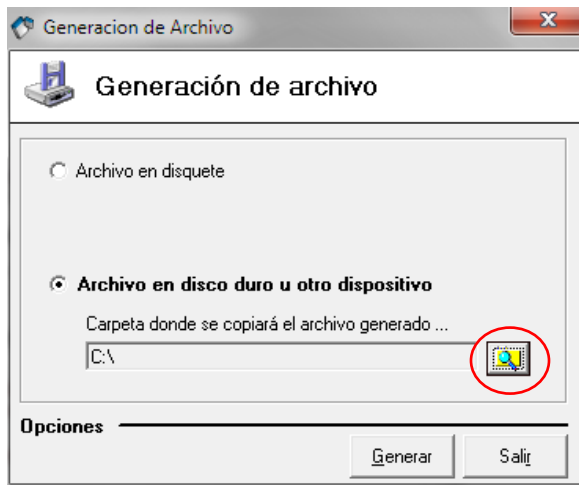 Generacion de Archivo
Generación de archivo
Archivo en disquete
Archivo en disco duro u otro dispositivo
Carpeta donde se copiará el archivo generado ...
C:\
Opciones
Generar
Salir